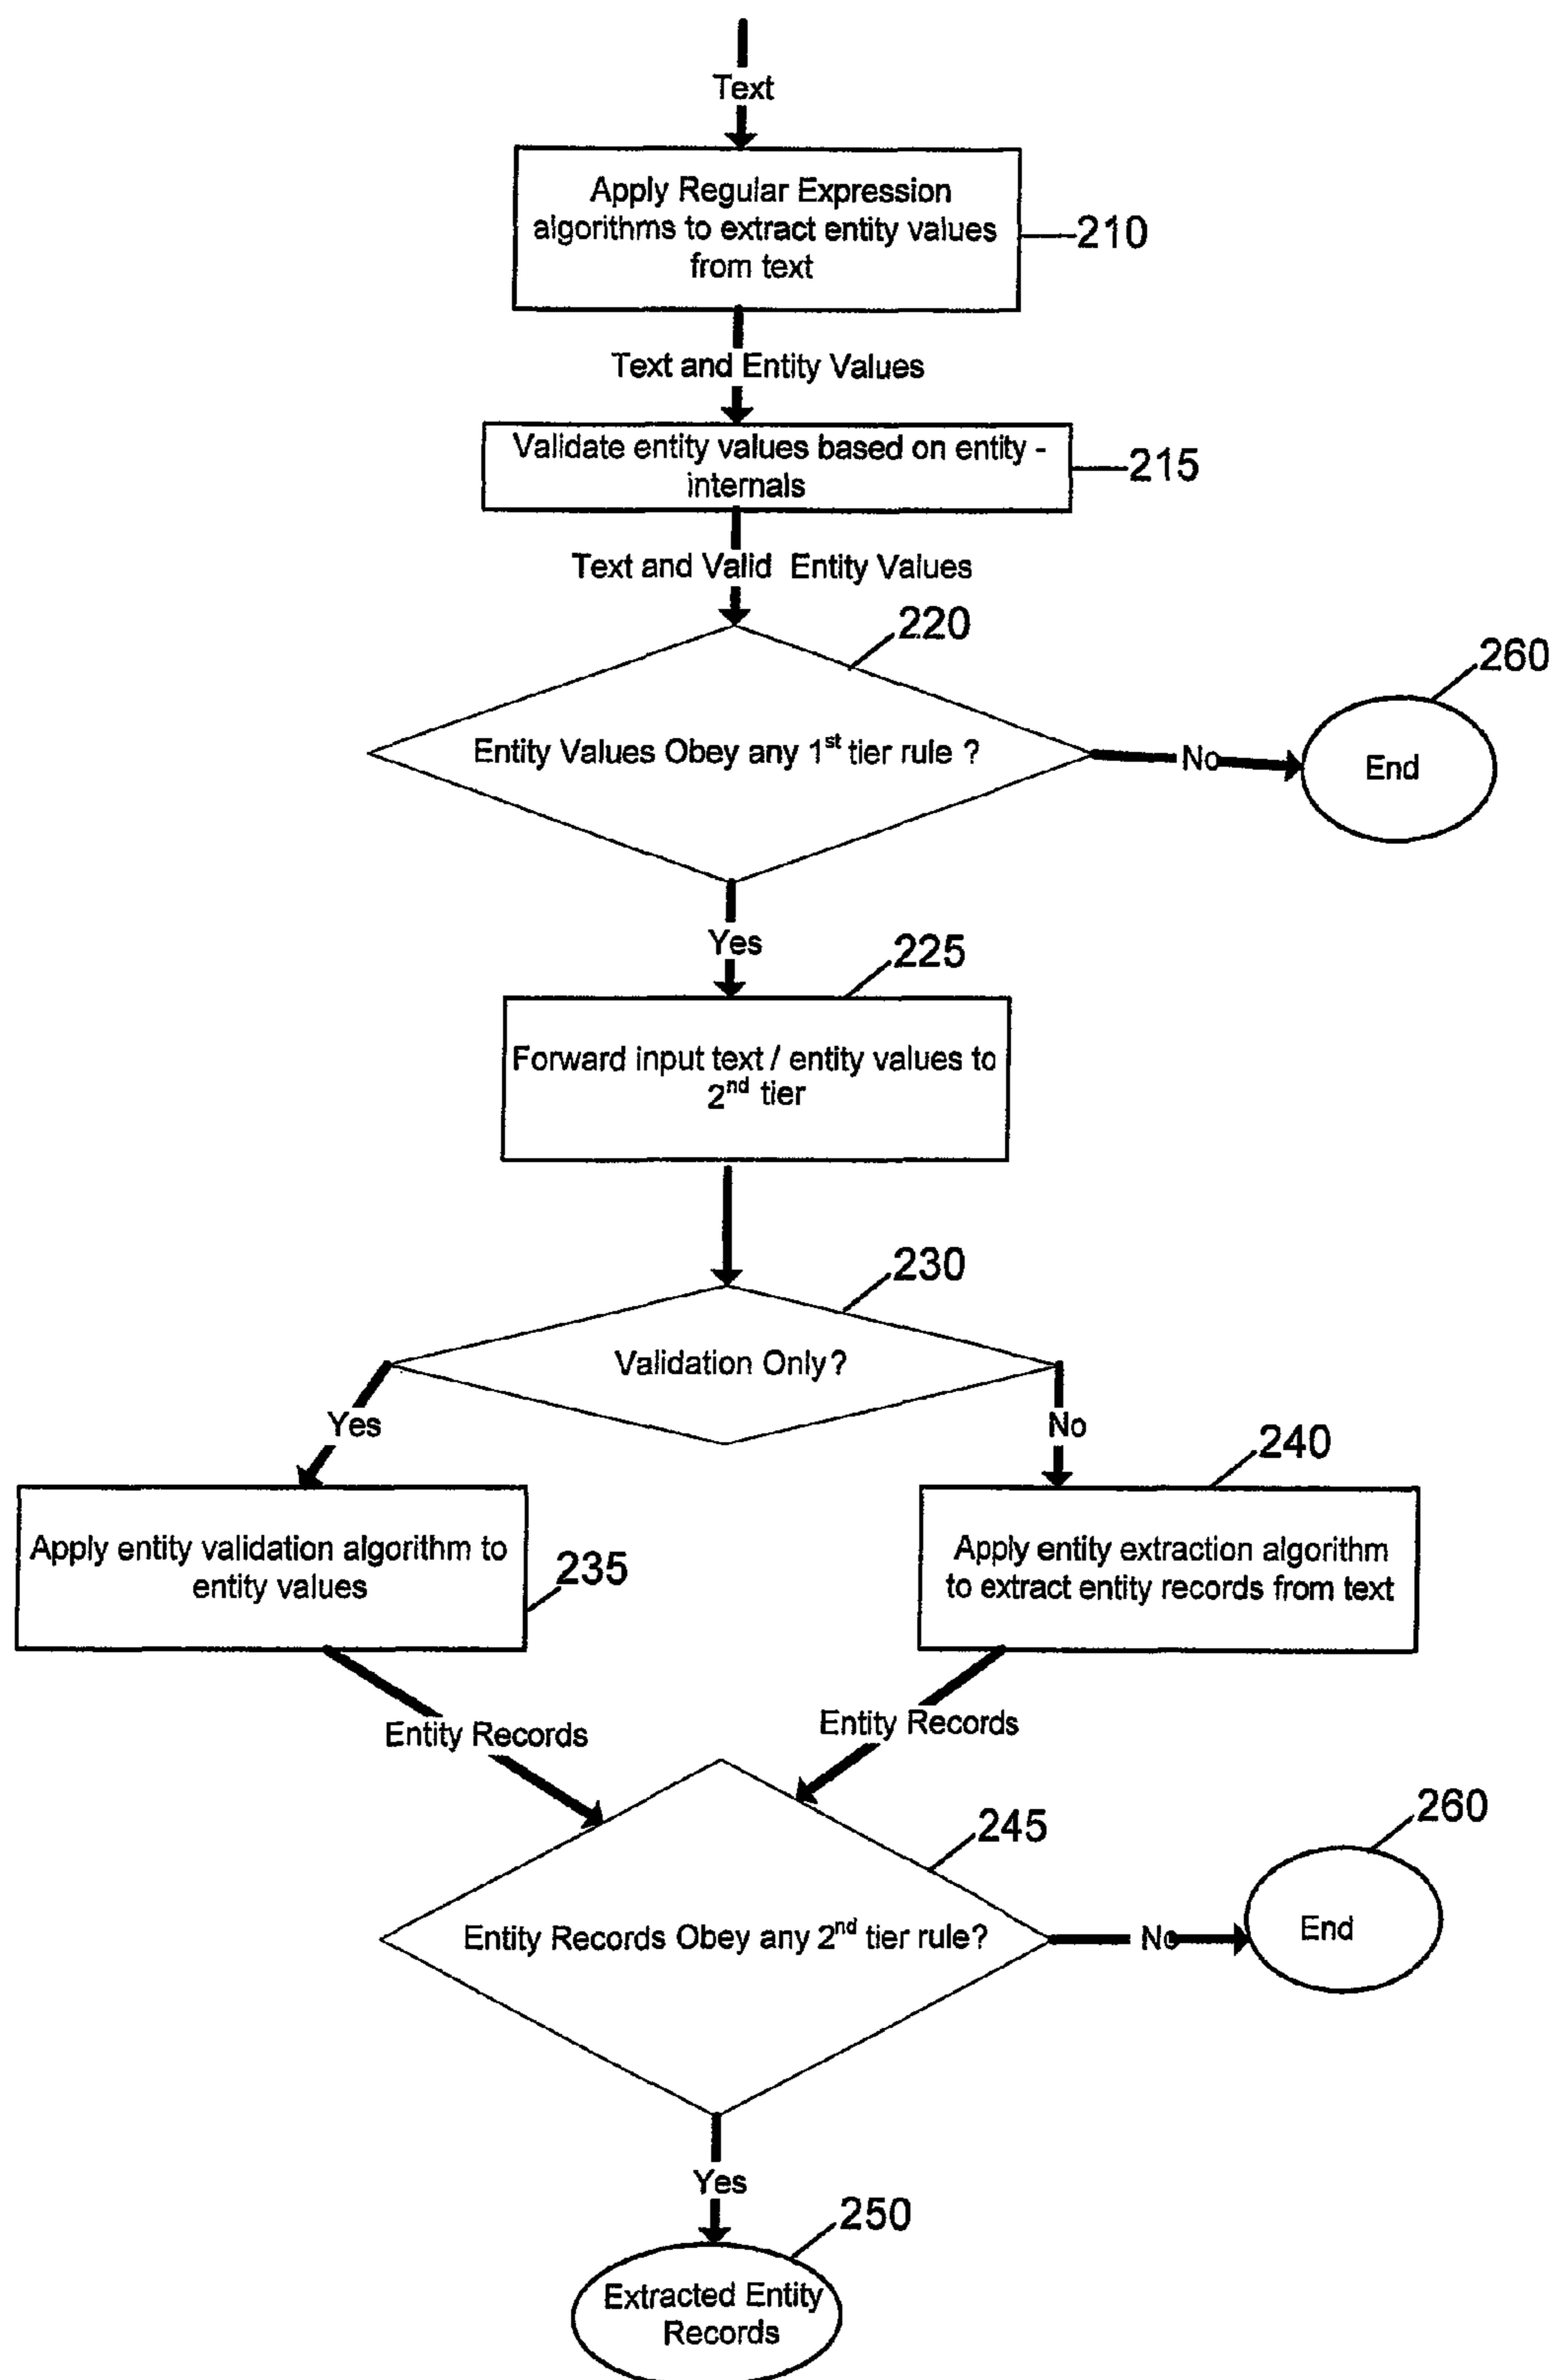 Text
Apply Regular Expression
algorithms to extract entity values
from text
210
Text and Entity Values
Validate entity values based on entity -
internals
215
Text and Valid Entity Values
220
260
Entity Values Obey any 1st tier rule ?
No
End
Yes
225
Forward input text / entity values to
2nd tier
230
Validation Only?
Yes
No
240
Apply entity validation algorithm to
entity values
235
Apply entity extraction algorithm
to extract entity records from text
Entity Records
Entity Records
245
260
Entity Records Obey any 2nd tier rule?
No
End
Yes
250
Extracted Entity
Records